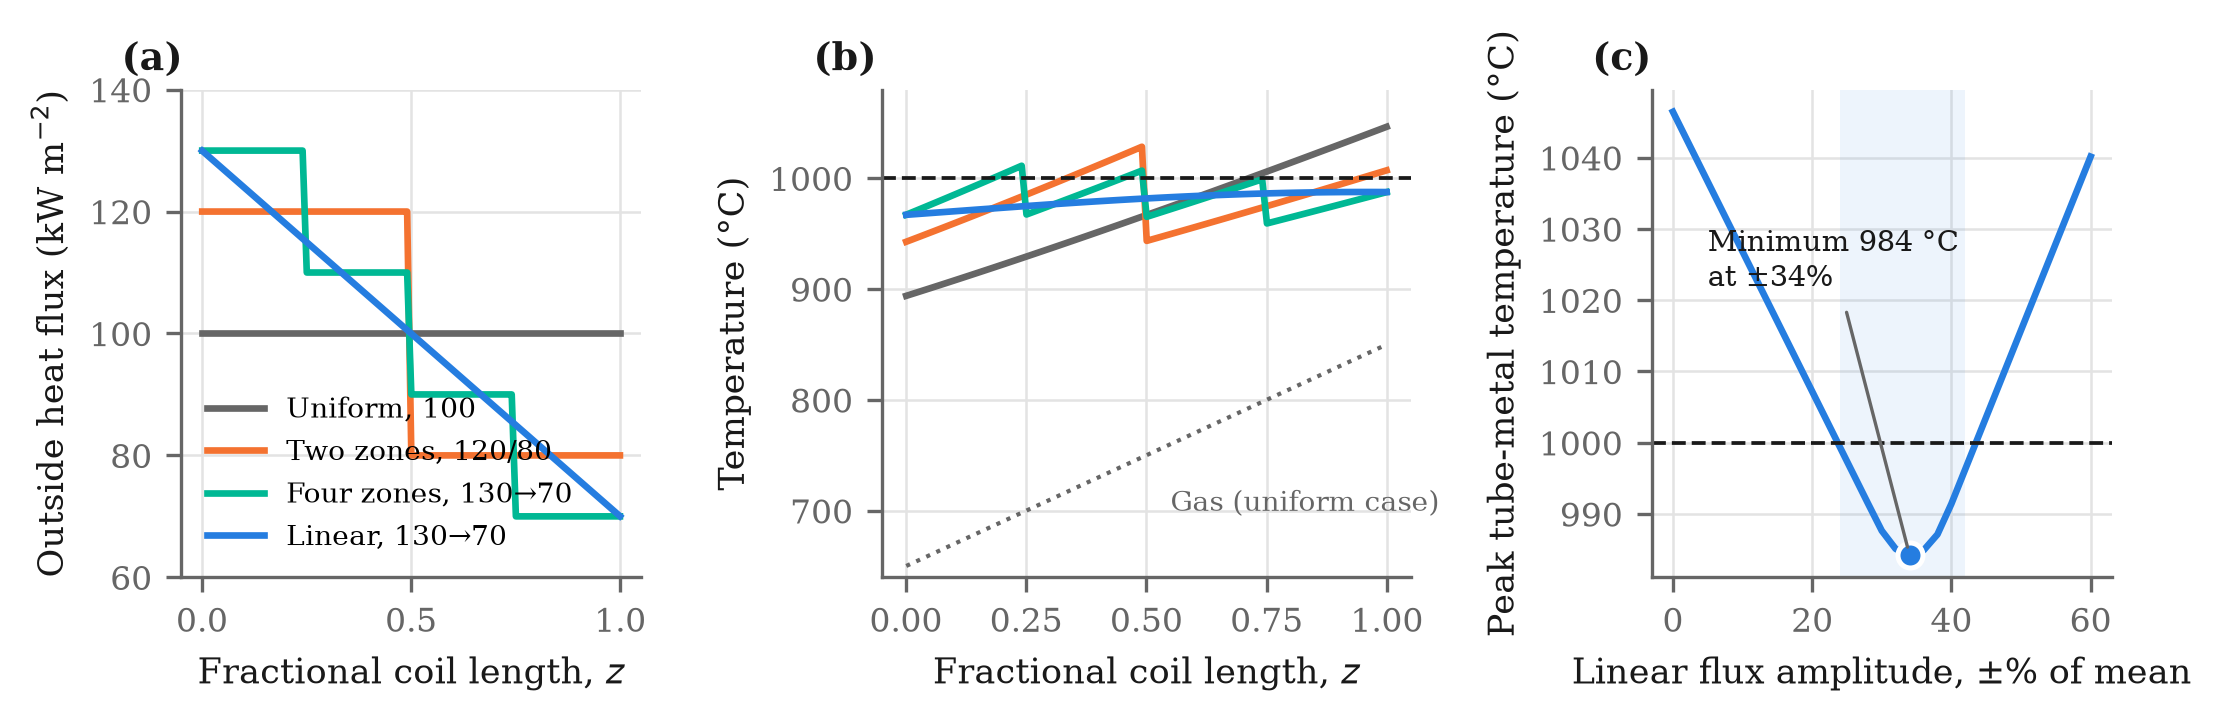 (a)
Outside heat flux (kW m⁻²)
140
120
100
80
60
Uniform, 100
Two zones, 120/80
Four zones, 130→70
Linear, 130→70
0.0
0.5
1.0
Fractional coil length, z
(b)
Temperature (°C)
1000
900
800
700
Gas (uniform case)
0.00
0.25
0.50
0.75
1.00
Fractional coil length, z
(c)
Peak tube-metal temperature (°C)
1040
1030
1020
1010
1000
990
Minimum 984 °C
at ±34%
0
20
40
60
Linear flux amplitude, ±% of mean